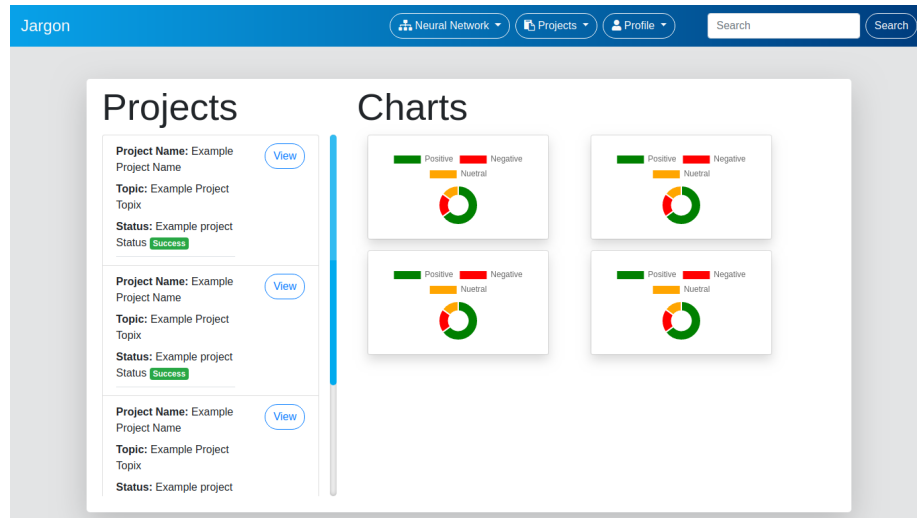 Jargon
Neural Network
Projects
Profile
Search
Search
Projects
Project Name: Example
Project Name
View
Topic: Example Project
Topix
Status: Example project
Status Success
Project Name: Example
Project Name
View
Topic: Example Project
Topix
Status: Example project
Status Success
Project Name: Example
Project Name
View
Topic: Example Project
Topix
Status: Example project
Charts
Positive Negative
Nuetral
Positive Negative
Nuetral
Positive Negative
Nuetral
Positive Negative
Nuetral